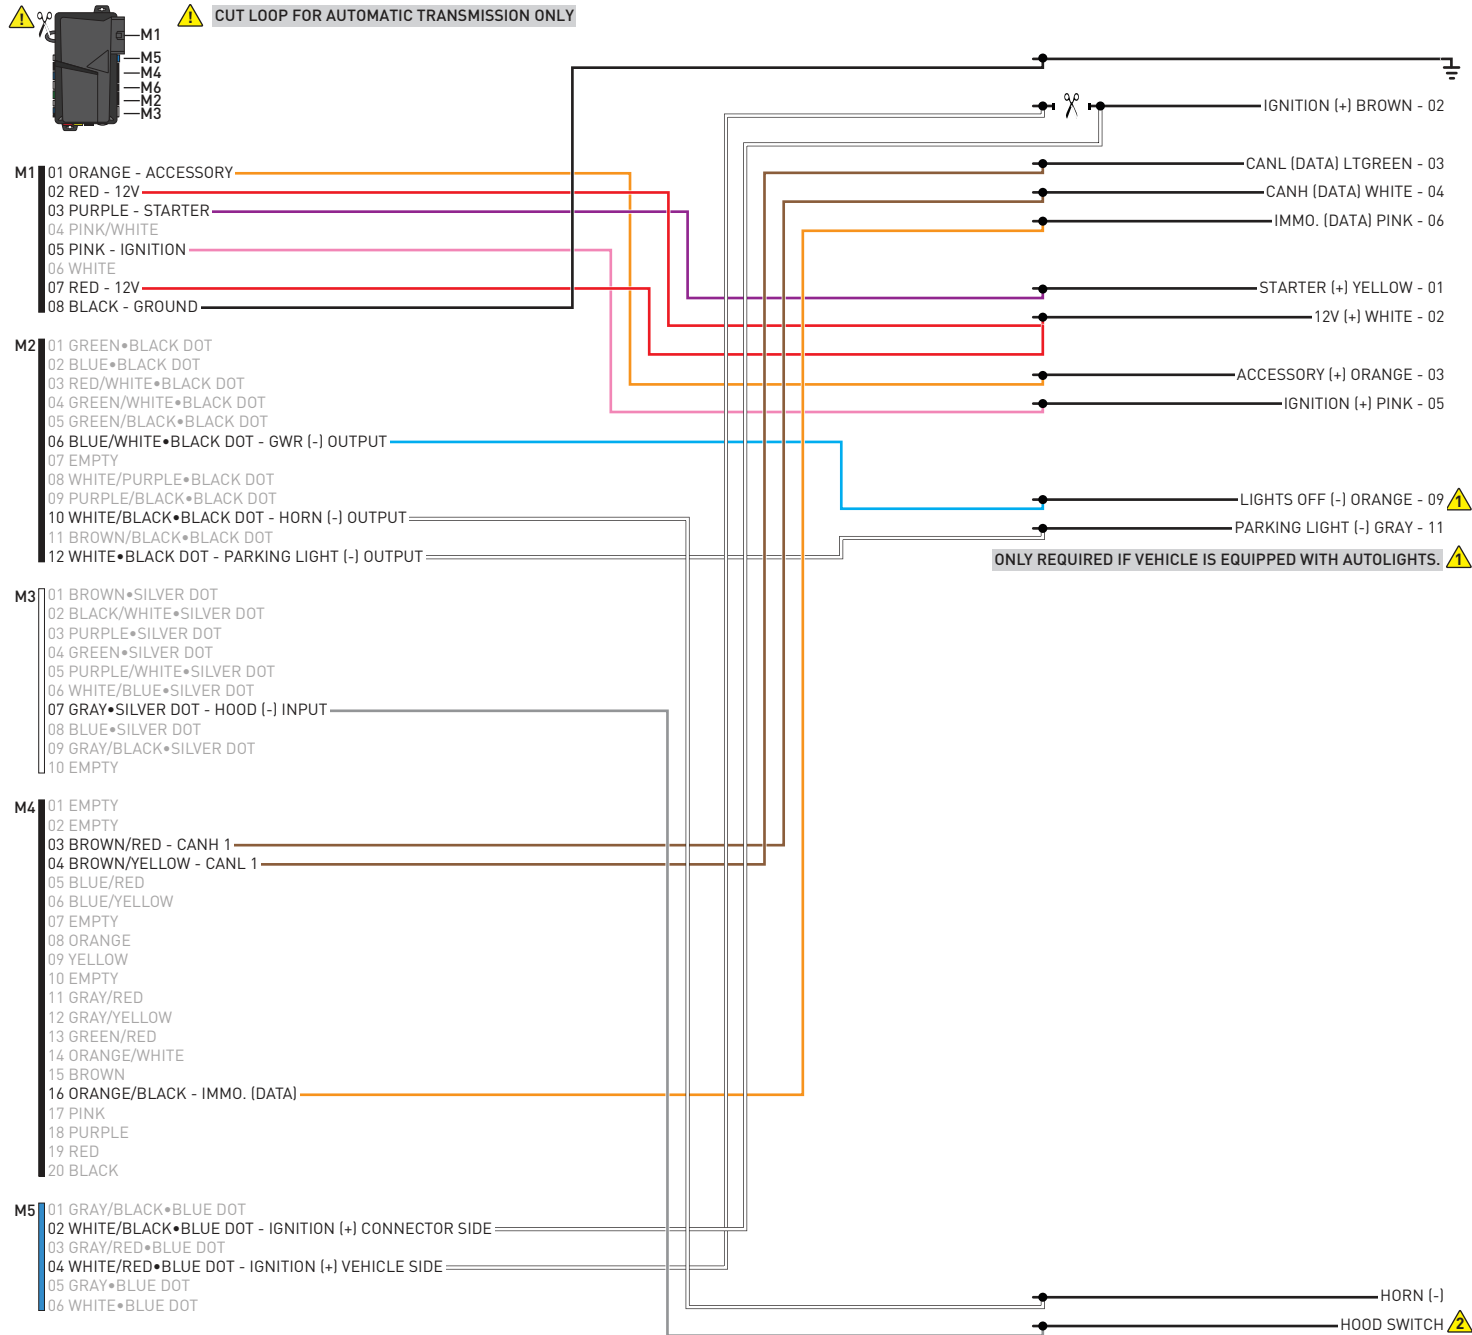 ! ! CUT LOOP FOR AUTOMATIC TRANSMISSION ONLY
M1
M5
M4
M6
M2
M3
M1
01 ORANGE - ACCESSORY
02 RED - 12V
03 PURPLE - STARTER
04 PINK/WHITE
05 PINK - IGNITION
06 WHITE
07 RED - 12V
08 BLACK - GROUND
M2
01 GREEN•BLACK DOT
02 BLUE•BLACK DOT
03 RED/WHITE•BLACK DOT
04 GREEN/WHITE•BLACK DOT
05 GREEN/BLACK•BLACK DOT
06 BLUE/WHITE•BLACK DOT - GWR (-) OUTPUT
07 EMPTY
08 WHITE/PURPLE•BLACK DOT
09 PURPLE/BLACK•BLACK DOT
10 WHITE/BLACK•BLACK DOT - HORN (-) OUTPUT
11 BROWN/BLACK•BLACK DOT
12 WHITE•BLACK DOT - PARKING LIGHT (-) OUTPUT
M3
01 BROWN•SILVER DOT
02 BLACK/WHITE•SILVER DOT
03 PURPLE•SILVER DOT
04 GREEN•SILVER DOT
05 PURPLE/WHITE•SILVER DOT
06 WHITE/BLUE•SILVER DOT
07 GRAY•SILVER DOT - HOOD (-) INPUT
08 BLUE•SILVER DOT
09 GRAY/BLACK•SILVER DOT
10 EMPTY
M4
01 EMPTY
02 EMPTY
03 BROWN/RED - CANH 1
04 BROWN/YELLOW - CANL 1
05 BLUE/RED
06 BLUE/YELLOW
07 EMPTY
08 ORANGE
09 YELLOW
10 EMPTY
11 GRAY/RED
12 GRAY/YELLOW
13 GREEN/RED
14 ORANGE/WHITE
15 BROWN
16 ORANGE/BLACK - IMMO. (DATA)
17 PINK
18 PURPLE
19 RED
20 BLACK
M5
01 GRAY/BLACK•BLUE DOT
02 WHITE/BLACK•BLUE DOT - IGNITION (+) CONNECTOR SIDE
03 GRAY/RED•BLUE DOT
04 WHITE/RED•BLUE DOT - IGNITION (+) VEHICLE SIDE
05 GRAY•BLUE DOT
06 WHITE•BLUE DOT
IGNITION (+) BROWN - 02
CANL (DATA) LTGREEN - 03
CANH (DATA) WHITE - 04
IMMO. (DATA) PINK - 06
STARTER (+) YELLOW - 01
12V (+) WHITE - 02
ACCESSORY (+) ORANGE - 03
IGNITION (+) PINK - 05
LIGHTS OFF (-) ORANGE - 09 1
PARKING LIGHT (-) GRAY - 11
ONLY REQUIRED IF VEHICLE IS EQUIPPED WITH AUTOLIGHTS. 1
HORN (-)
HOOD SWITCH 2